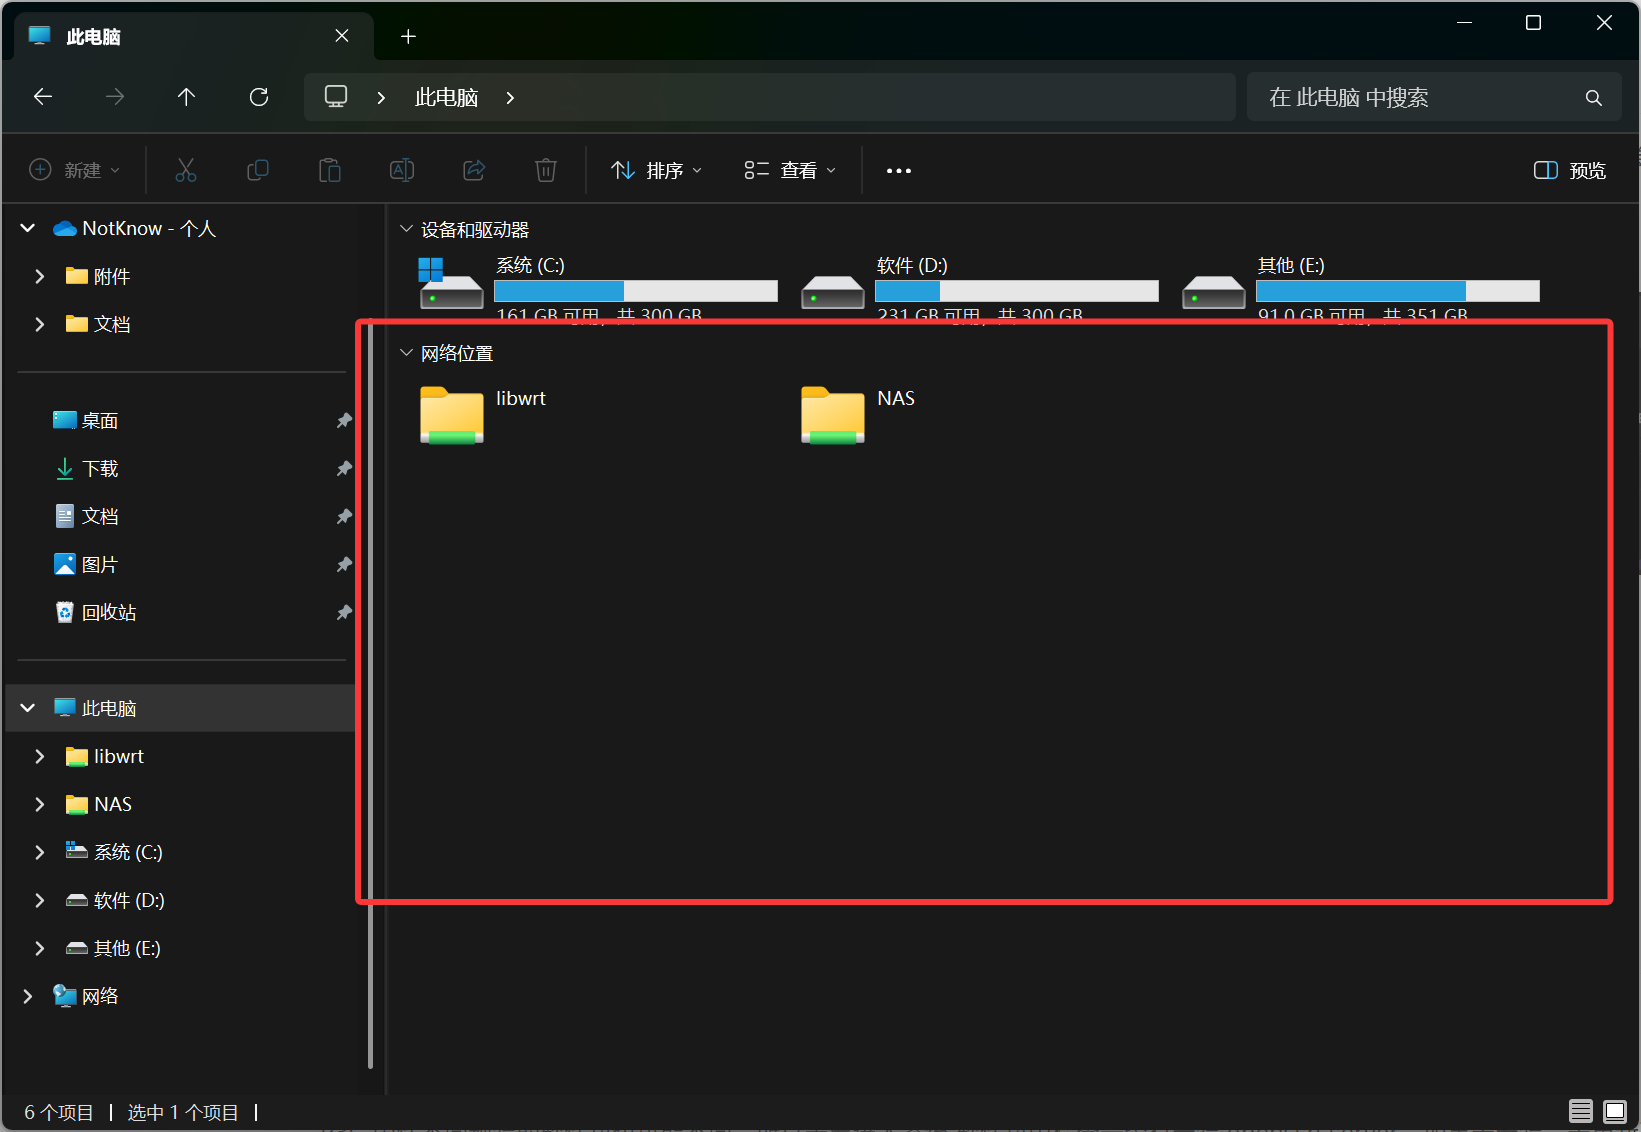 此电脑
此电脑
在 此电脑 中搜索
新建
排序
查看
预览
NotKnow - 个人
附件
文档
桌面
下载
文档
图片
回收站
此电脑
libwrt
NAS
系统 (C:)
软件 (D:)
其他 (E:)
网络
设备和驱动器
系统 (C:)
161 GB 可用，共 300 GB
软件 (D:)
231 GB 可用，共 300 GB
其他 (E:)
91.0 GB 可用，共 351 GB
网络位置
libwrt
NAS
6 个项目
选中 1 个项目